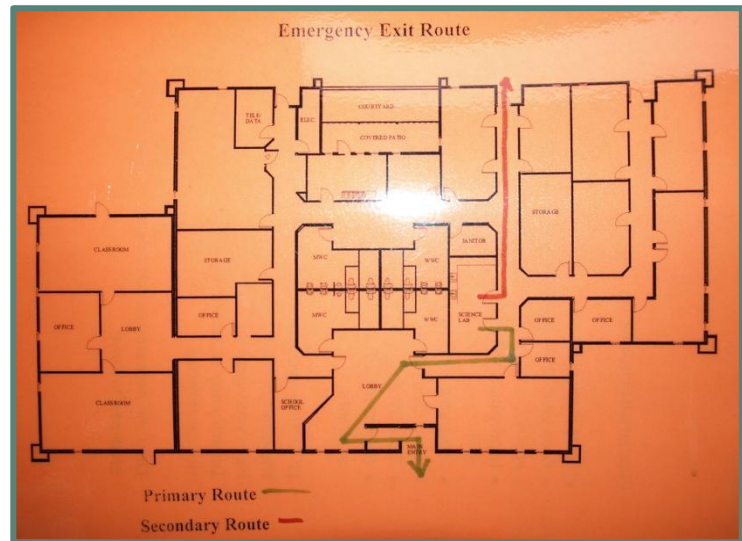 Emergency Exit Route
COURTYARD
TELE/
DATA
ELEC.
COVERED PATIO
STORAGE
JANITOR
CLASSROOM
MWC
WWC
STORAGE
OFFICE
LOBBY
OFFICE
MWC
WWC
SCIENCE
LAB
OFFICE
OFFICE
OFFICE
LOBBY
CLASSROOM
SCHOOL
OFFICE
MAIN
ENTRY
Primary Route
Secondary Route